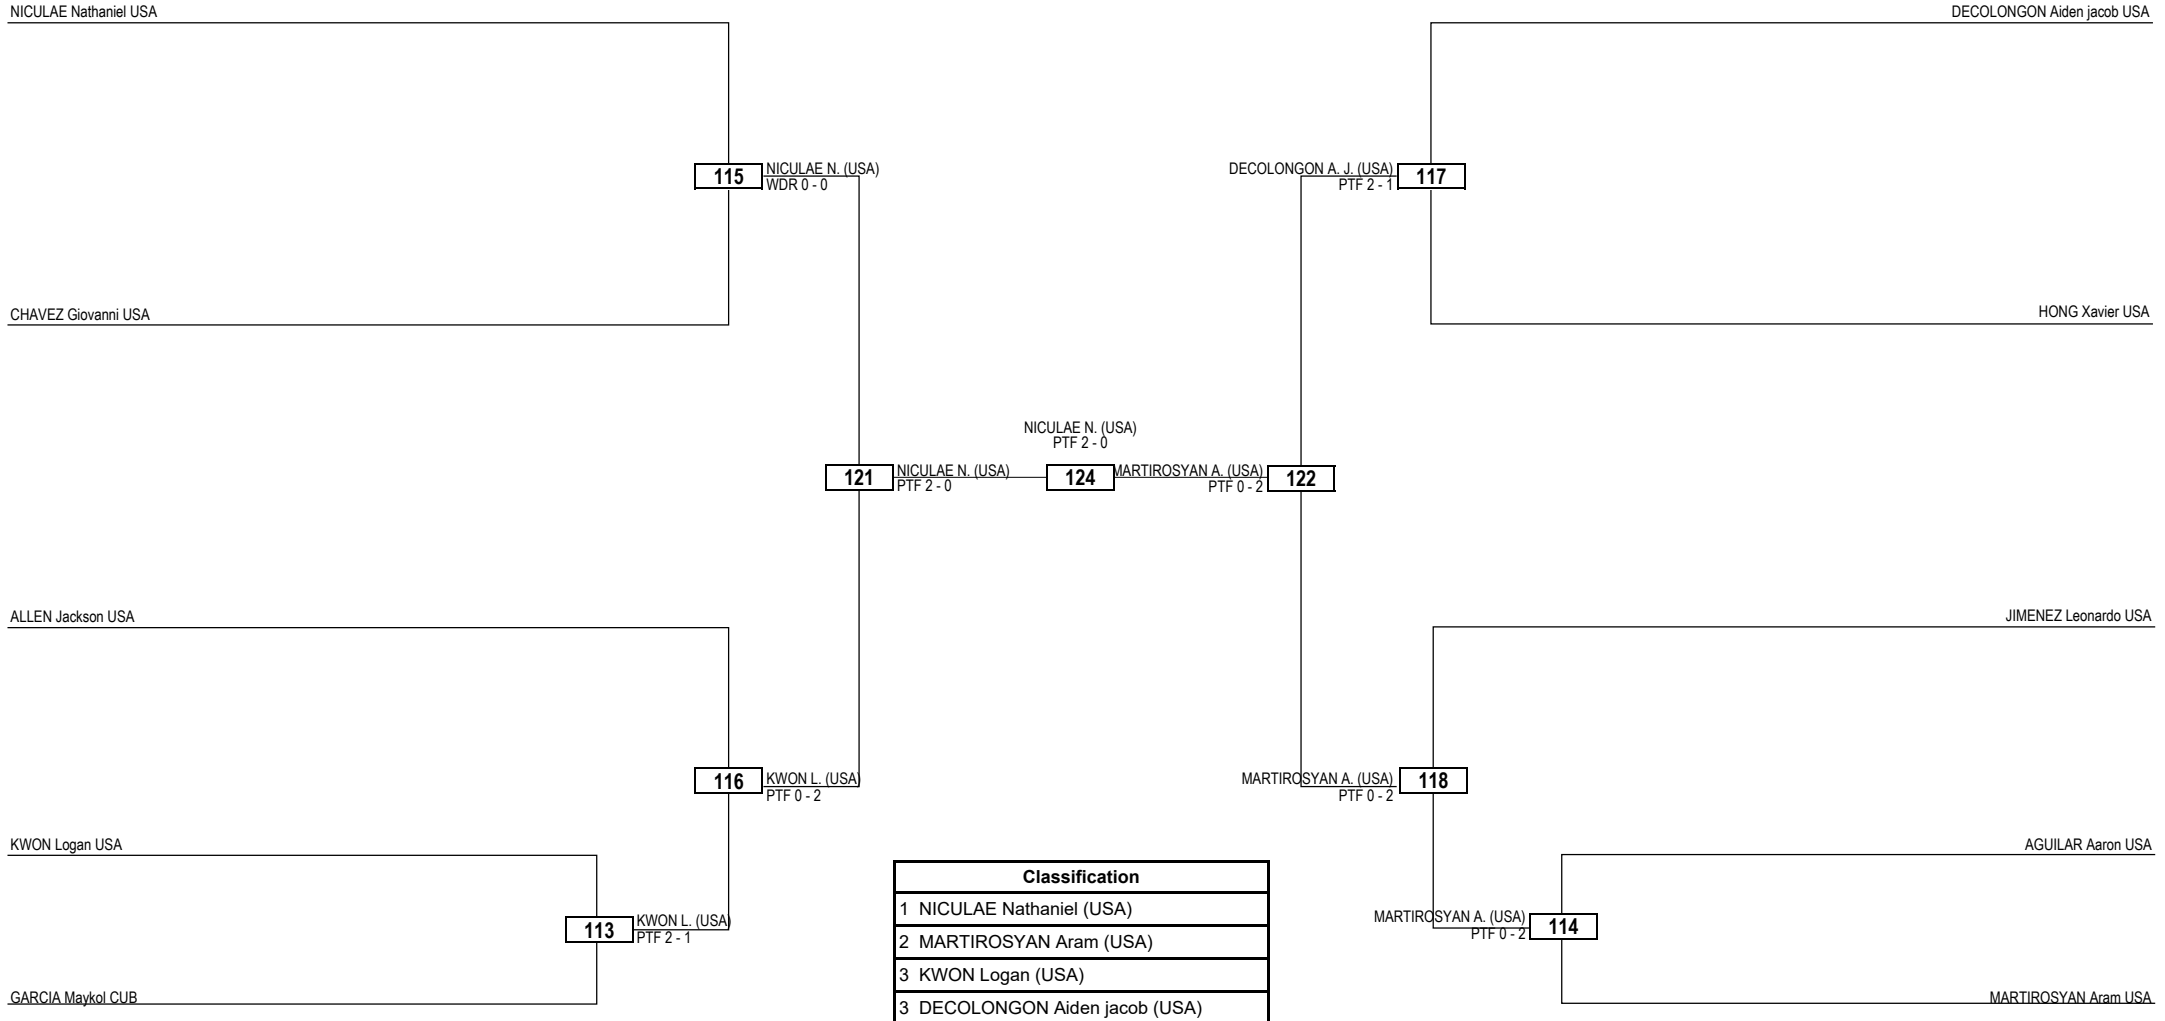 NICULAE Nathaniel USA
DECOLONGON Aiden jacob USA
115
NICULAE N. (USA)
WDR 0 - 0
DECOLONGON A. J. (USA)
PTF 2 - 1
117
CHAVEZ Giovanni USA
HONG Xavier USA
NICULAE N. (USA)
PTF 2 - 0
121
NICULAE N. (USA)
PTF 2 - 0
124
MARTIROSYAN A. (USA)
PTF 0 - 2
122
ALLEN Jackson USA
JIMENEZ Leonardo USA
116
KWON L. (USA)
PTF 0 - 2
MARTIROSYAN A. (USA)
PTF 0 - 2
118
KWON Logan USA
AGUILAR Aaron USA
113
KWON L. (USA)
PTF 2 - 1
MARTIROSYAN A. (USA)
PTF 0 - 2
114
GARCIA Maykol CUB
MARTIROSYAN Aram USA
Classification
1 NICULAE Nathaniel (USA)
2 MARTIROSYAN Aram (USA)
3 KWON Logan (USA)
3 DECOLONGON Aiden jacob (USA)